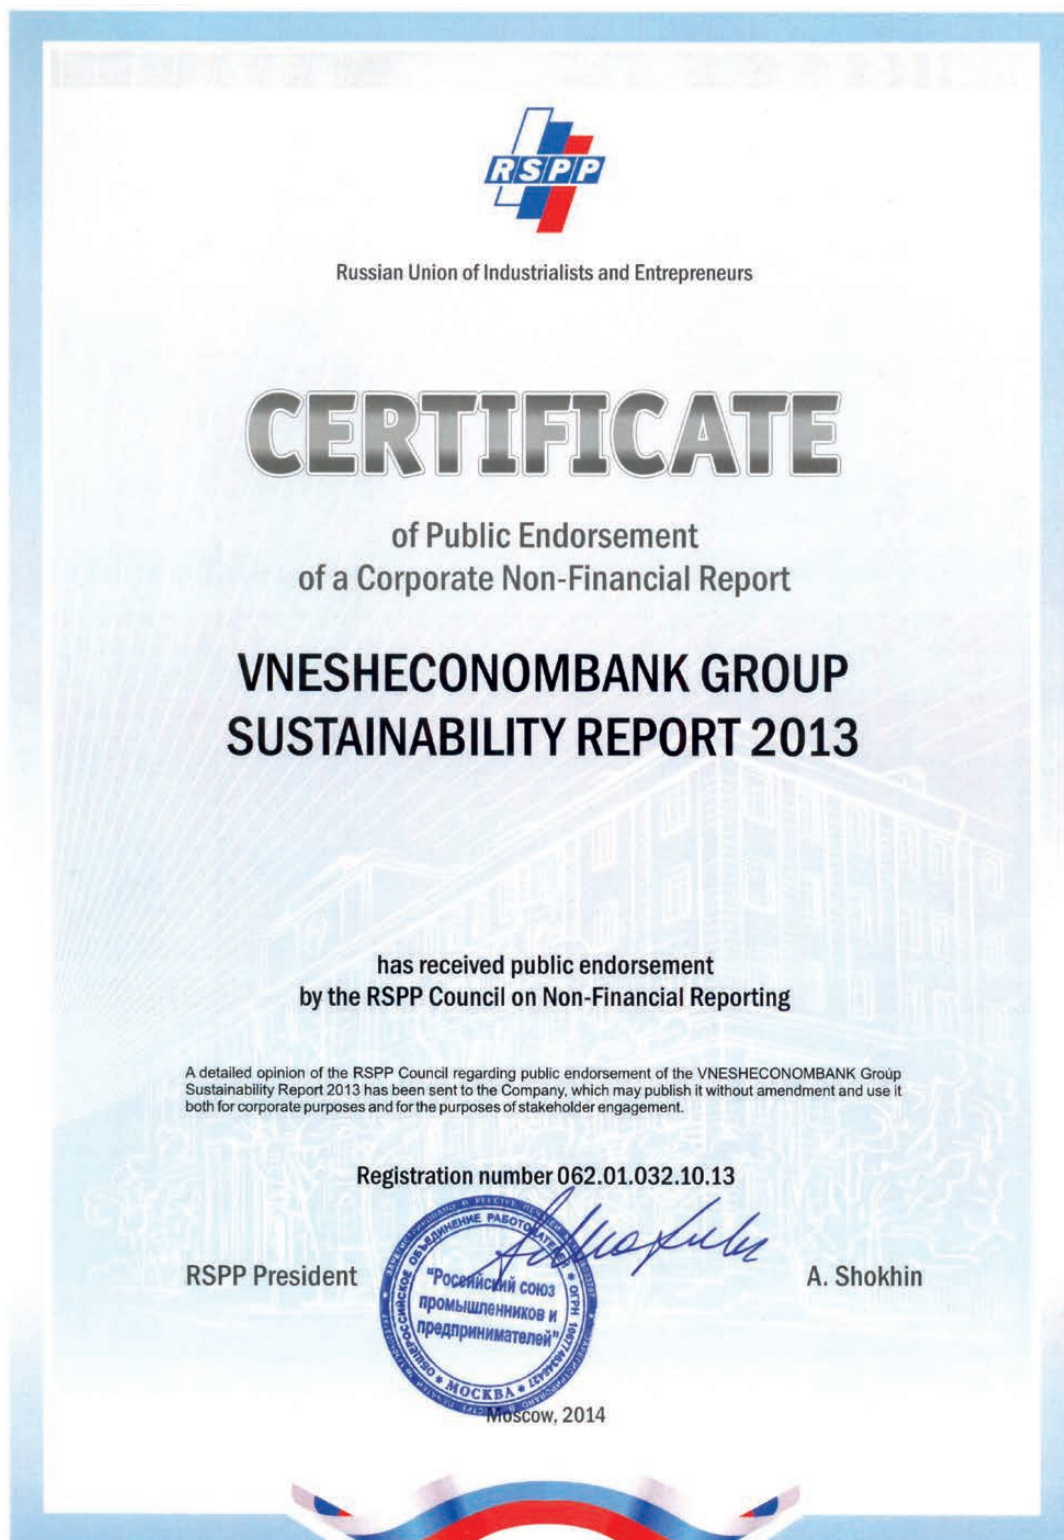 RSPP
Russian Union of Industrialists and Entrepreneurs
CERTIFICATE
of Public Endorsement
of a Corporate Non-Financial Report
VNESHECONOMBANK GROUP
SUSTAINABILITY REPORT 2013
has received public endorsement
by the RSPP Council on Non-Financial Reporting
A detailed opinion of the RSPP Council regarding public endorsement of the VNESHECONOMBANK Group
Sustainability Report 2013 has been sent to the Company, which may publish it without amendment and use it
both for corporate purposes and for the purposes of stakeholder engagement.
Registration number 062.01.032.10.13
RSPP President
ОБЩЕРОССИЙСКОЕ ОБЪЕДИНЕНИЕ РАБОТОДАТЕЛЕЙ
"Российский союз
промышленников и
предпринимателей"
МОСКВА
A. Shokhin
Moscow, 2014